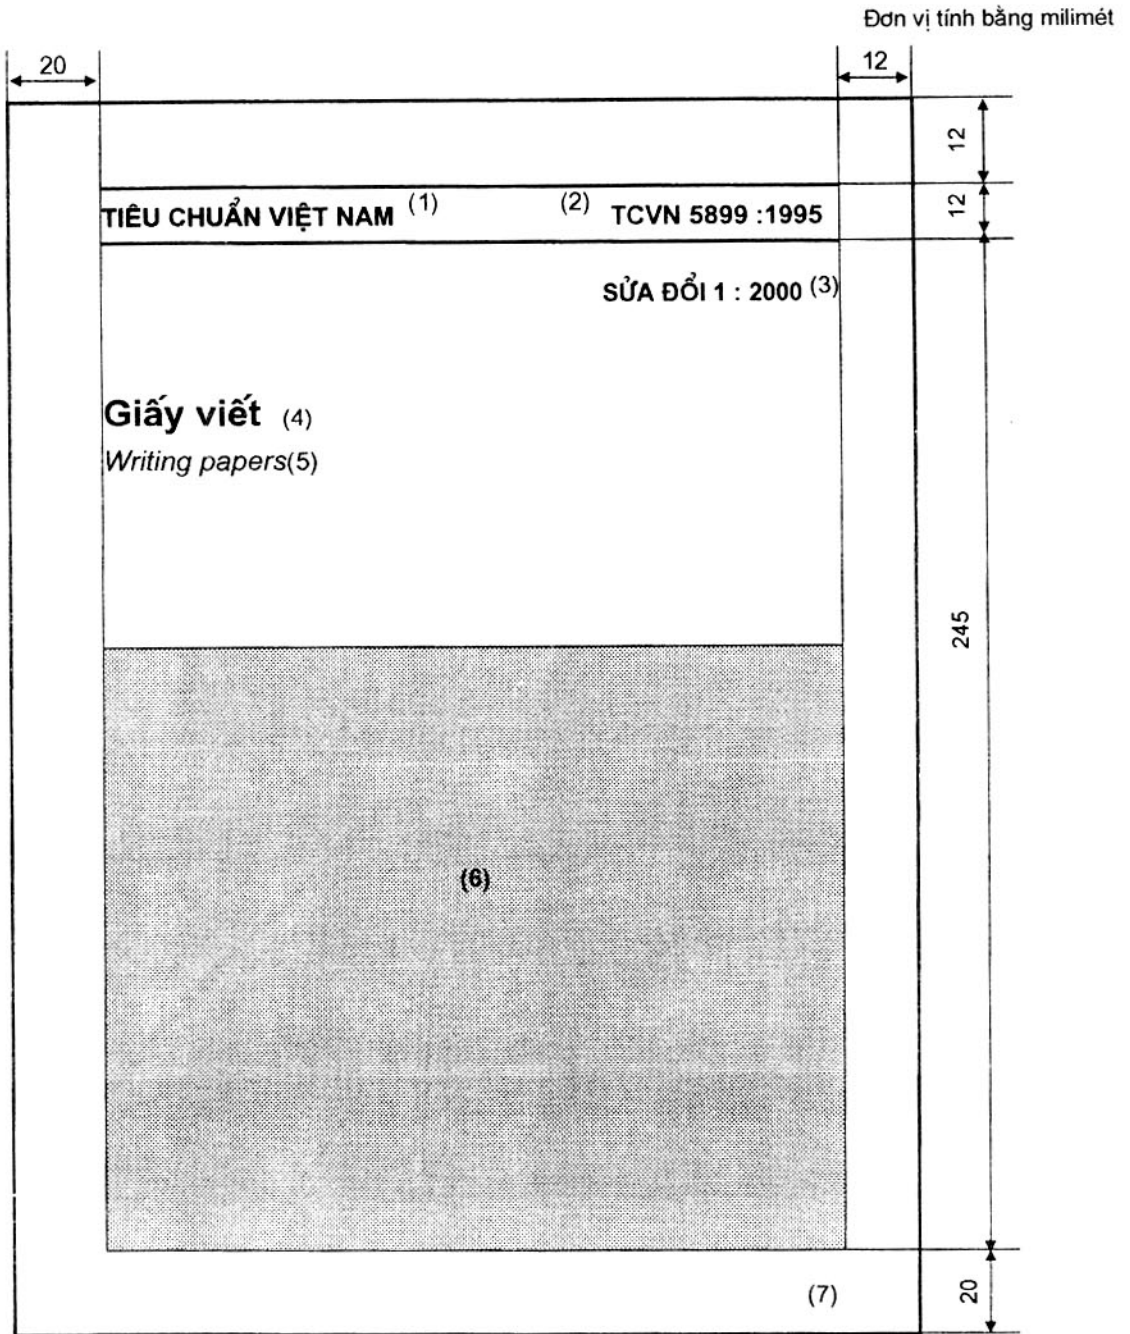 Đơn vị tính bằng milimét
20 12
12
TIÊU CHUẨN VIỆT NAM (1) (2) TCVN 5899 :1995
12
SỬA ĐỔI 1 : 2000 (3)
Giấy viết (4)
Writing papers(5)
245
(6)
(7)
20